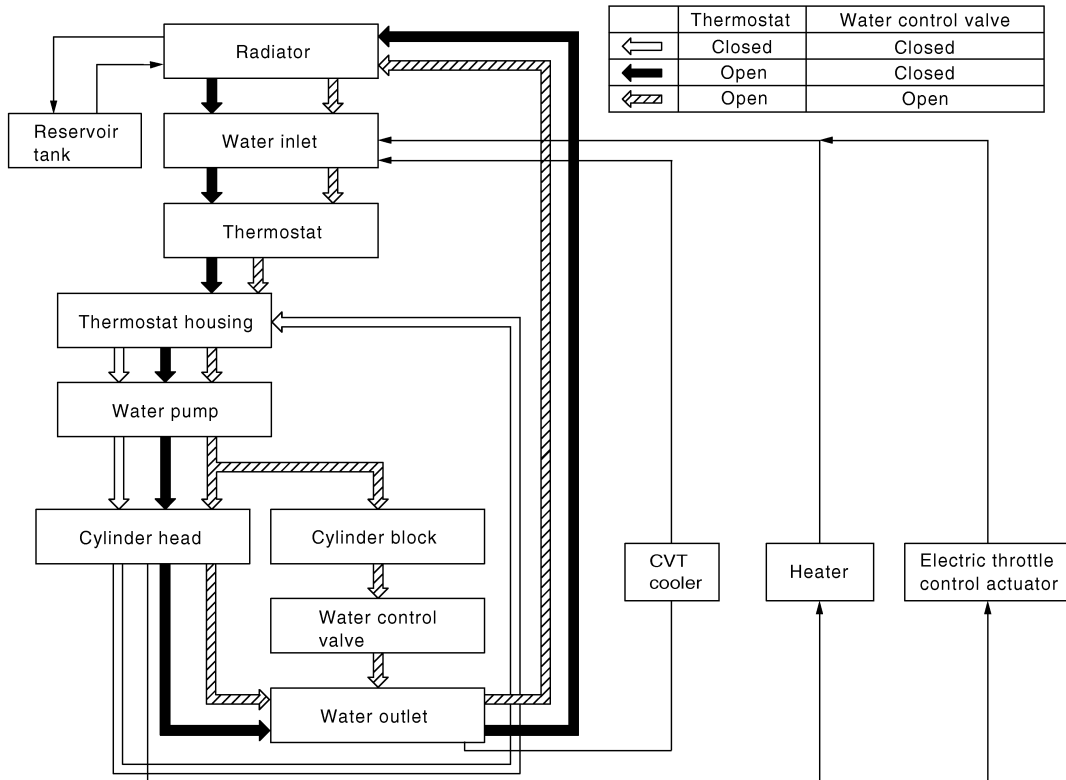 Thermostat Water control valve
Closed Closed
Open Closed
Open Open
Radiator
Reservoir
tank
Water inlet
Thermostat
Thermostat housing
Water pump
Cylinder head
Cylinder block
CVT
cooler
Heater
Electric throttle
control actuator
Water control
valve
Water outlet